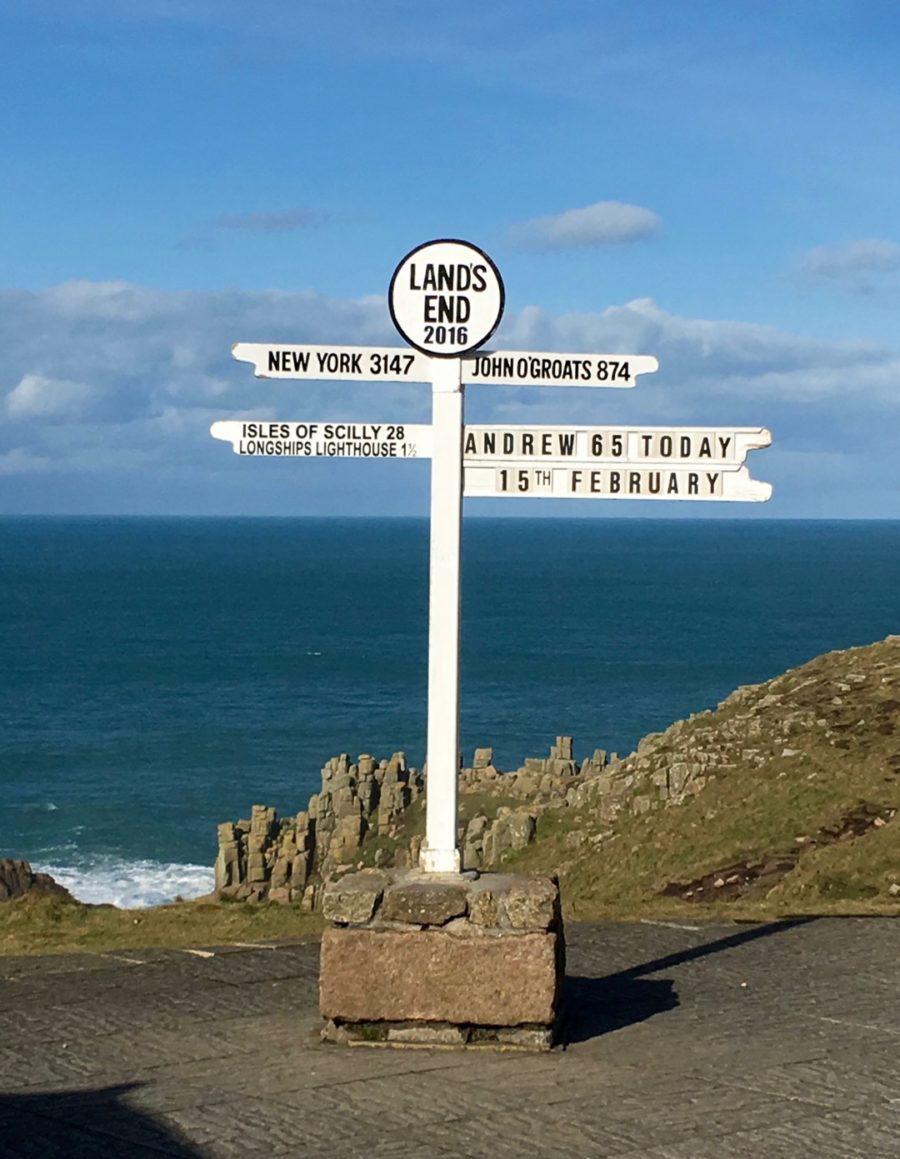 LAND'S
END
2016
NEW YORK 3147
JOHN O'GROATS 874
ISLES OF SCILLY 28
LONGSHIPS LIGHTHOUSE 1½
ANDREW 65 TODAY
15TH FEBRUARY